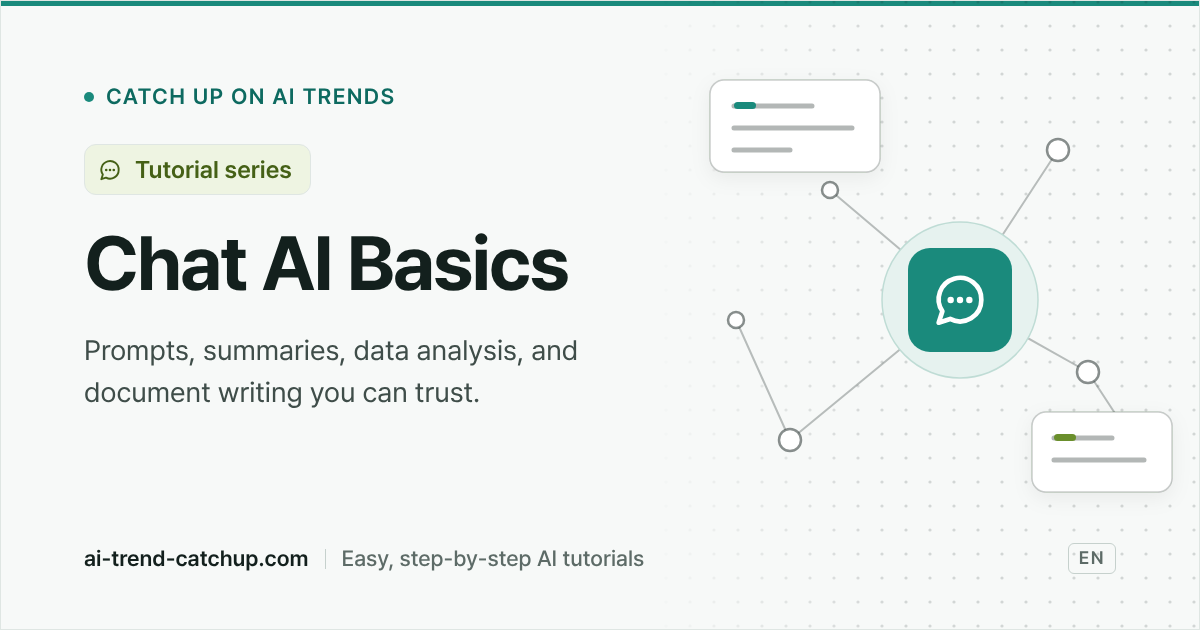 CATCH UP ON AI TRENDS
Tutorial series
Chat AI Basics
Prompts, summaries, data analysis, and
document writing you can trust.
ai-trend-catchup.com
Easy, step-by-step AI tutorials
EN